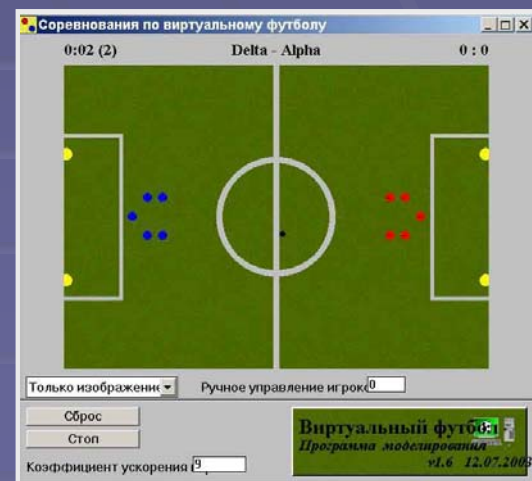 Соревнования по виртуальному футболу
0:02 (2) Delta - Alpha 0 : 0
Только изображение Ручное управление игроко 0
Сброс
Стоп
Коэффициент ускорения 9
Виртуальный футбол
Программа моделирования
v1.6 12.07.2003